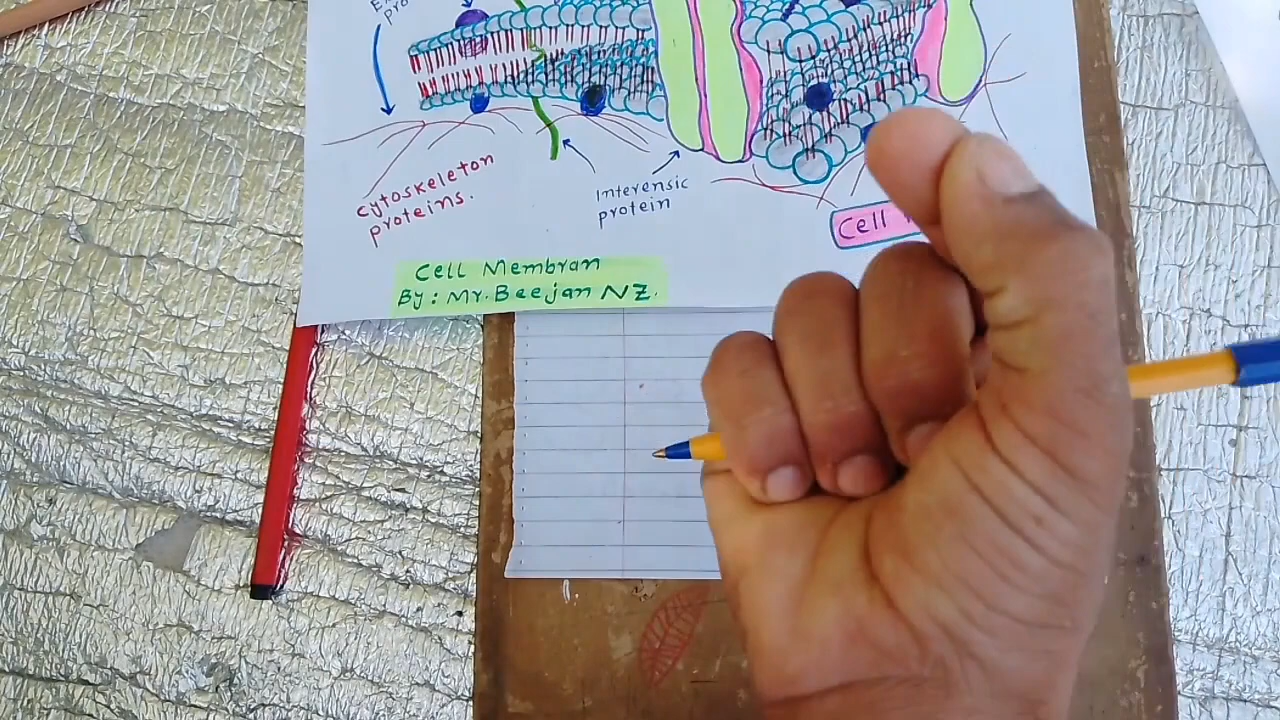 cytoskeleton
proteins.
Interensic
protein
Cell
Cell Membran
By: Mr. Beejan NZ.